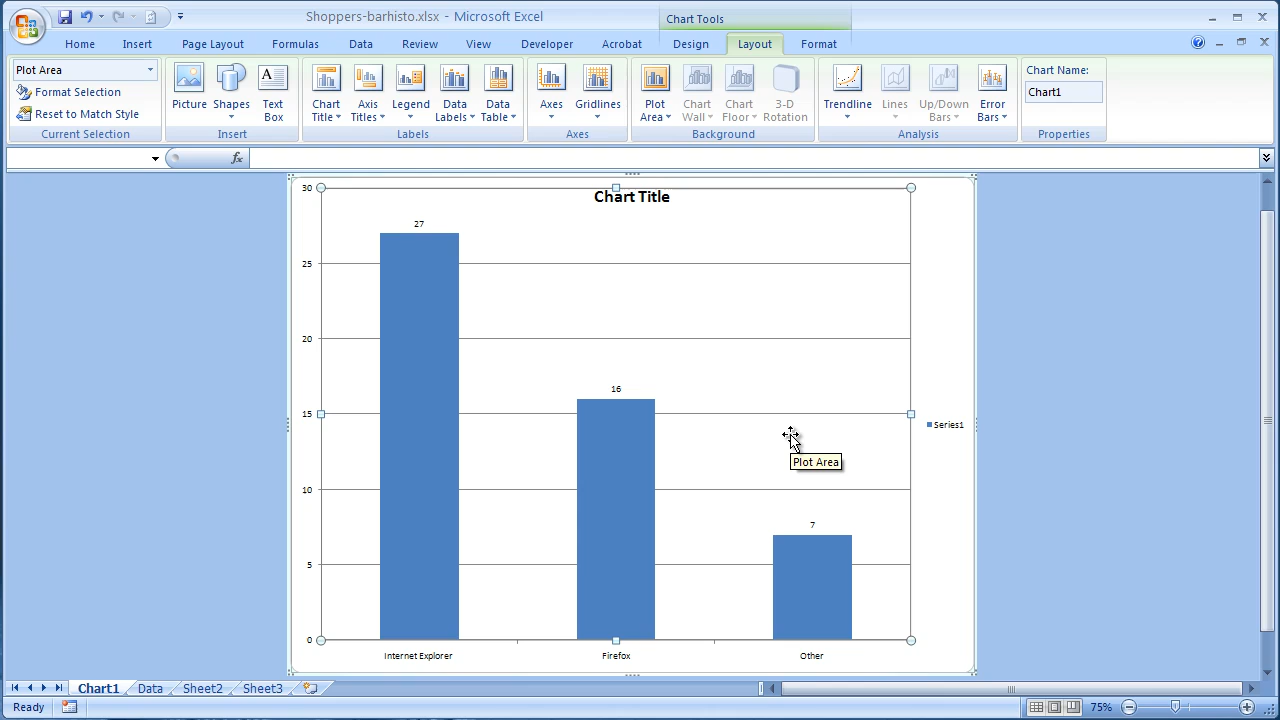 Shoppers-barhisto.xlsx - Microsoft Excel
Chart Tools
Home Insert Page Layout Formulas Data Review View Developer Acrobat Design Layout Format
Plot Area
Format Selection
Reset to Match Style
Current Selection
Picture Shapes Text Box
Insert
Chart Title Axis Titles Legend Data Labels Data Table
Labels
Axes Gridlines
Axes
Plot Area Chart Wall Chart Floor 3-D Rotation
Background
Trendline Lines Up/Down Bars Error Bars
Analysis
Chart Name:
Chart1
Properties
fx
Chart Title
30
25
20
15
10
5
0
27
16
7
Series1
Plot Area
Internet Explorer Firefox Other
Chart1 Data Sheet2 Sheet3
Ready
75%